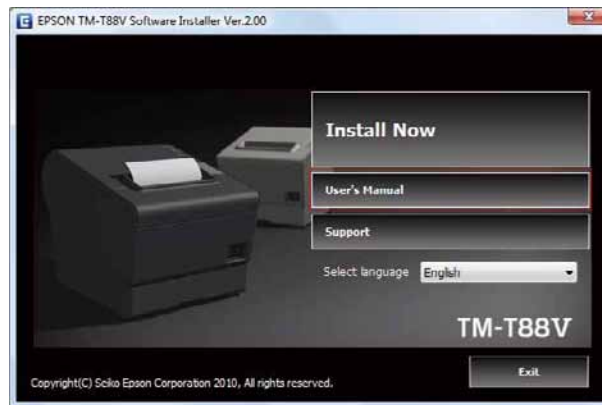 EPSON TM-T88V Software Installer Ver.2.00
Install Now
User's Manual
Support
Select language English
TM-T88V
Exit
Copyright(C) Seiko Epson Corporation 2010, All rights reserved.